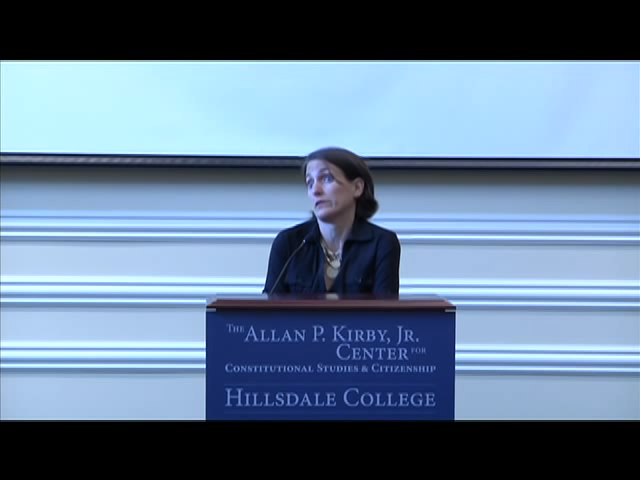 THE ALLAN P. KIRBY, JR.
CENTER FOR
CONSTITUTIONAL STUDIES & CITIZENSHIP
HILLSDALE COLLEGE